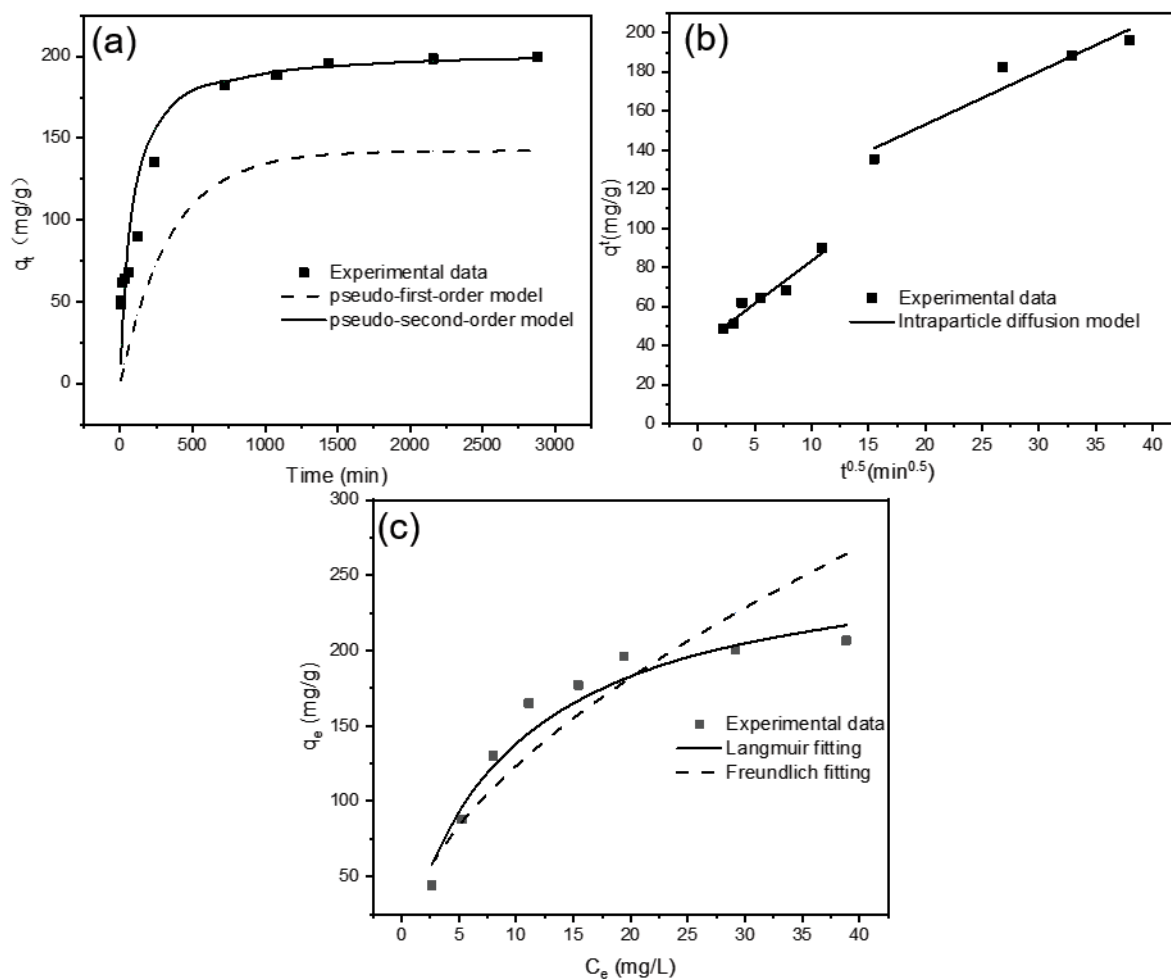 (a)
200
150
100
50
0
qt (mg/g)
Experimental data
pseudo-first-order model
pseudo-second-order model
0 500 1000 1500 2000 2500 3000
Time (min)
(b)
200
180
160
140
120
100
80
60
40
20
0
q^t(mg/g)
Experimental data
Intraparticle diffusion model
0 5 10 15 20 25 30 35 40
t^0.5(min^0.5)
(c)
300
250
200
150
100
50
qe (mg/g)
Experimental data
Langmuir fitting
Freundlich fitting
0 5 10 15 20 25 30 35 40
Ce (mg/L)